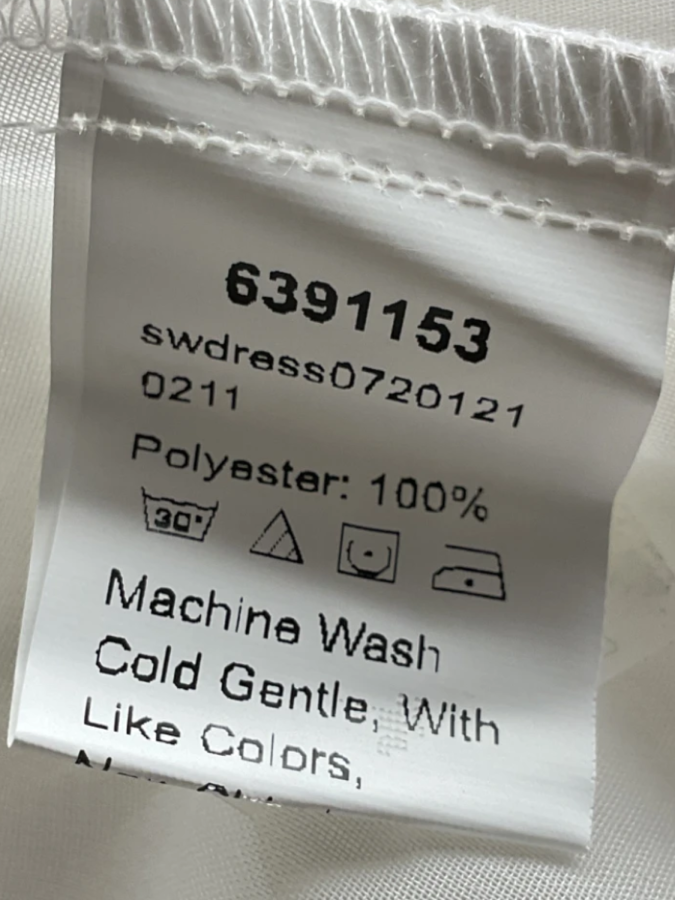 6391153
swdress0720121
0211
Polyester: 100%
30°
Machine Wash
Cold Gentle, With
Like Colors,